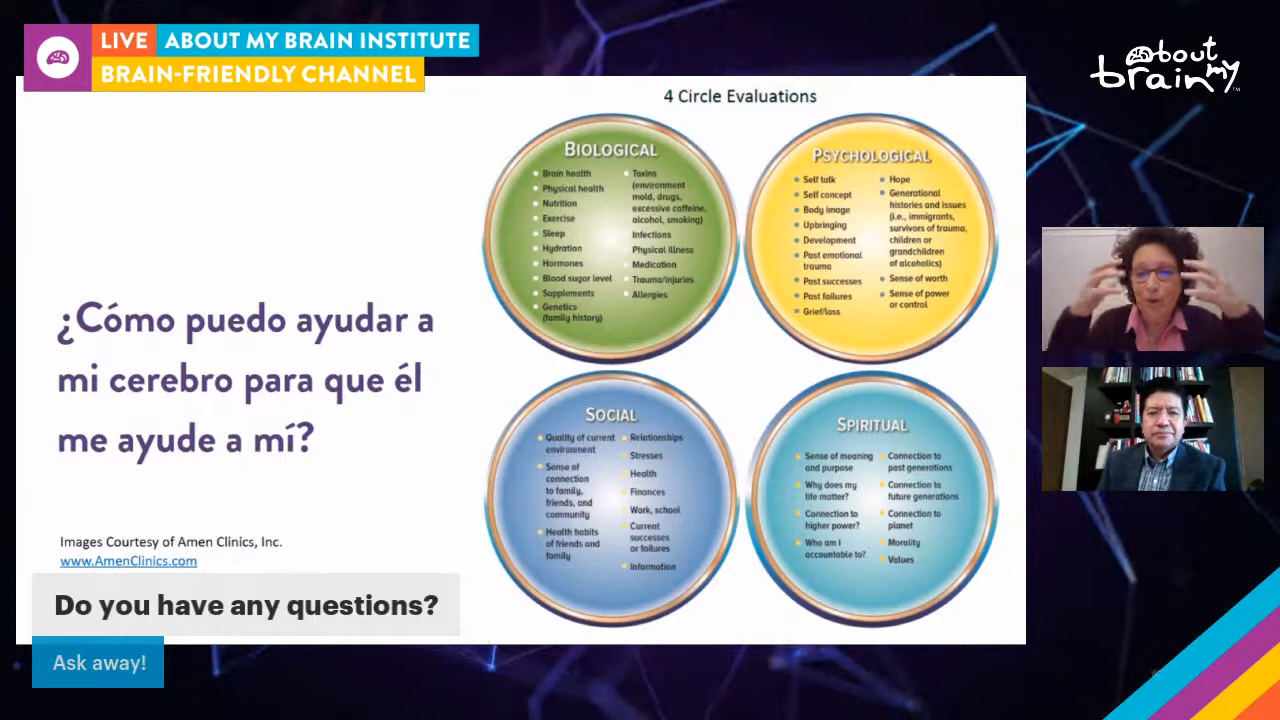 LIVE ABOUT MY BRAIN INSTITUTE
BRAIN-FRIENDLY CHANNEL
about
my
brain
TM
4 Circle Evaluations
¿Cómo puedo ayudar a
mi cerebro para que él
me ayude a mí?
Images Courtesy of Amen Clinics, Inc.
www.AmenClinics.com
BIOLOGICAL
Brain health
Physical health
Nutrition
Exercise
Sleep
Hydration
Hormones
Blood sugar level
Supplements
Genetics
(family history)
Toxins
(environment
mold, drugs,
excessive caffeine,
alcohol, smoking)
Infections
Physical illness
Medication
Trauma/injuries
Allergies
PSYCHOLOGICAL
Self talk
Self concept
Body image
Upbringing
Development
Past emotional
trauma
Past successes
Past failures
Grief/loss
Hope
Generational
histories and issues
(i.e., immigrants,
survivors of trauma,
children or
grandchildren
of alcoholics)
Sense of worth
Sense of power
or control
SOCIAL
Quality of current
environment
Sense of
connection
to family,
friends, and
community
Health habits
of friends and
family
Relationships
Stresses
Health
Finances
Work, school
Current
successes
or failures
Information
SPIRITUAL
Sense of meaning
and purpose
Why does my
life matter?
Connection to
higher power?
Who am I
accountable to?
Connection to
past generations
Connection to
future generations
Connection to
planet
Morality
Values
Do you have any questions?
Ask away!